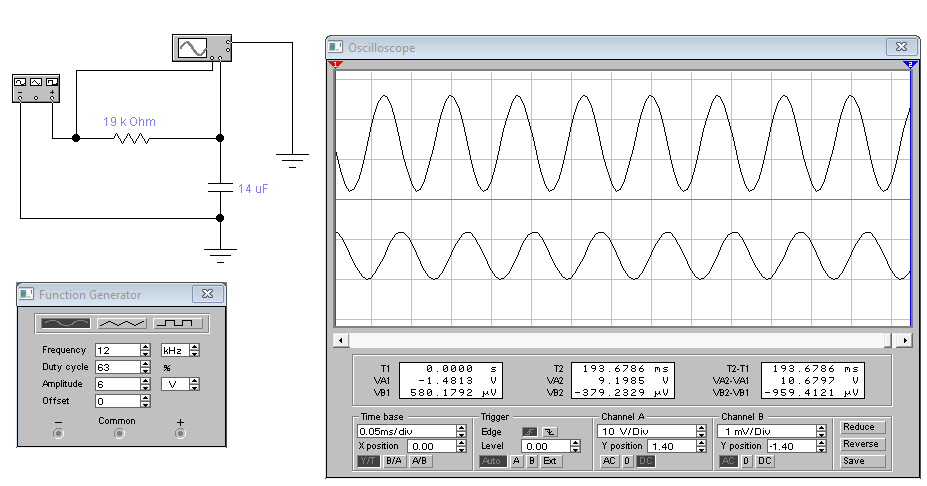 Oscilloscope
1
2
19 k Ohm
14 uF
Function Generator
Frequency 12 kHz
Duty cycle 63 %
Amplitude 6 V
Offset 0
− Common +
T1 0.0000 s
VA1 -1.4813 V
VB1 580.1792 µV
T2 193.6786 ms
VA2 9.1985 V
VB2 -379.2329 µV
T2-T1 193.6786 ms
VA2-VA1 10.6797 V
VB2-VB1 -959.4121 µV
Time base
0.05ms/div
X position 0.00
Y/T B/A A/B
Trigger
Edge
Level 0.00
Auto A B Ext
Channel A
10 V/Div
Y position 1.40
AC 0 DC
Channel B
1 mV/Div
Y position -1.40
AC 0 DC
Reduce
Reverse
Save